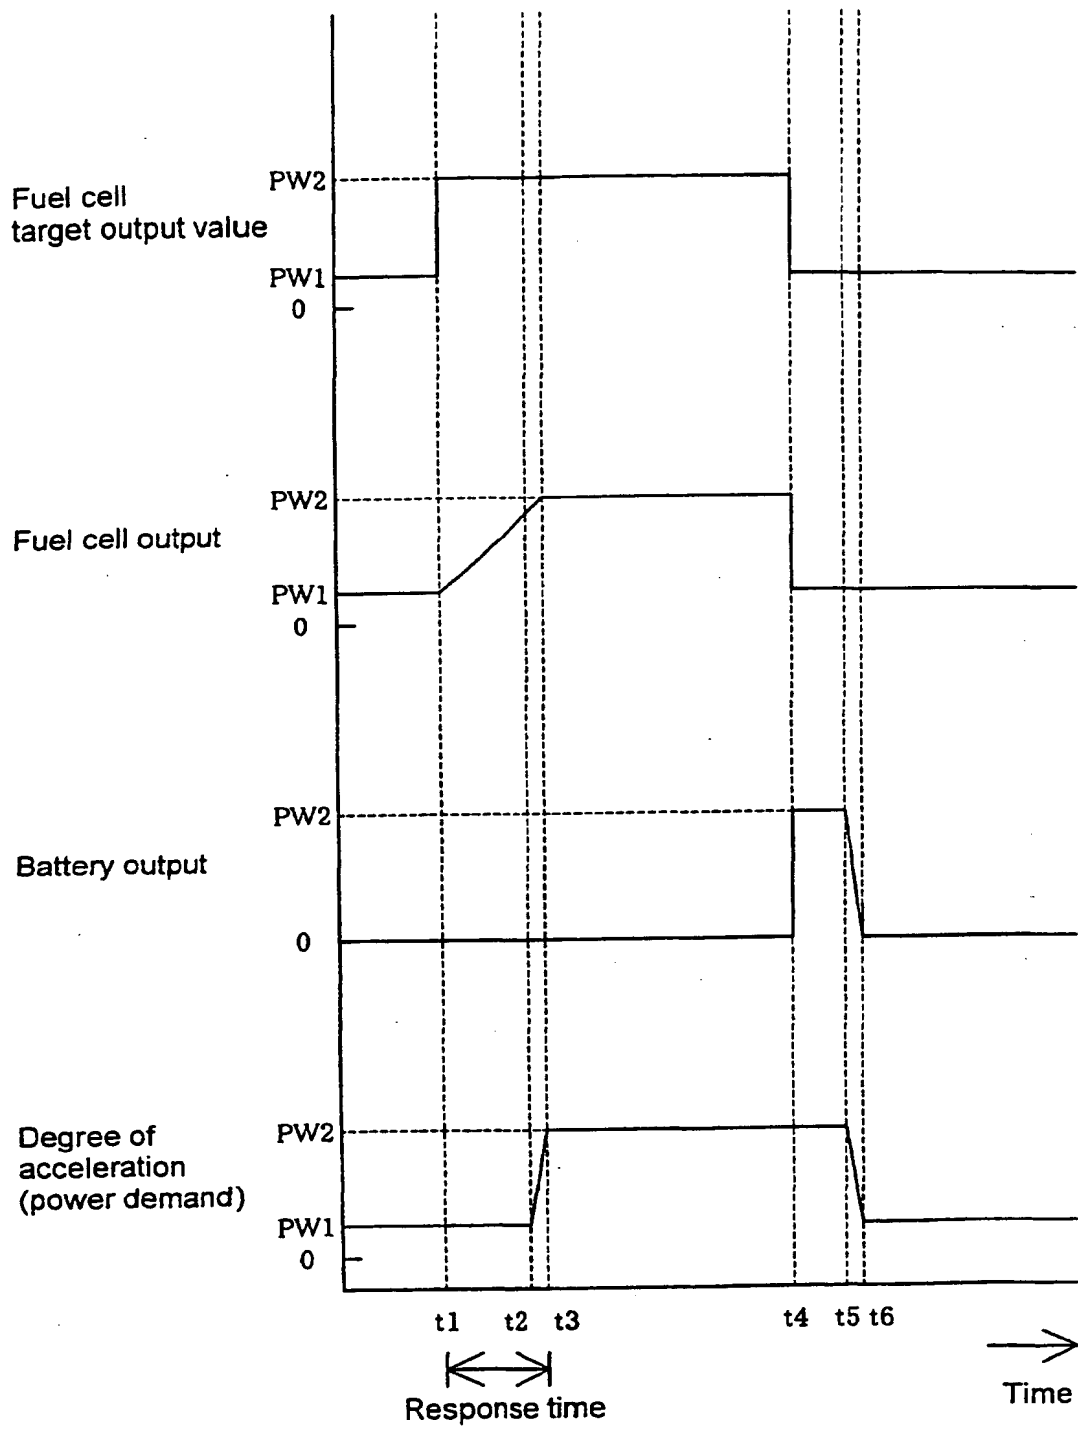 Fuel cell
target output value
PW2
PW1
0
Fuel cell output
PW2
PW1
0
Battery output
PW2
0
Degree of
acceleration
(power demand)
PW2
PW1
0
t1 t2 t3 t4 t5 t6
Response time
Time